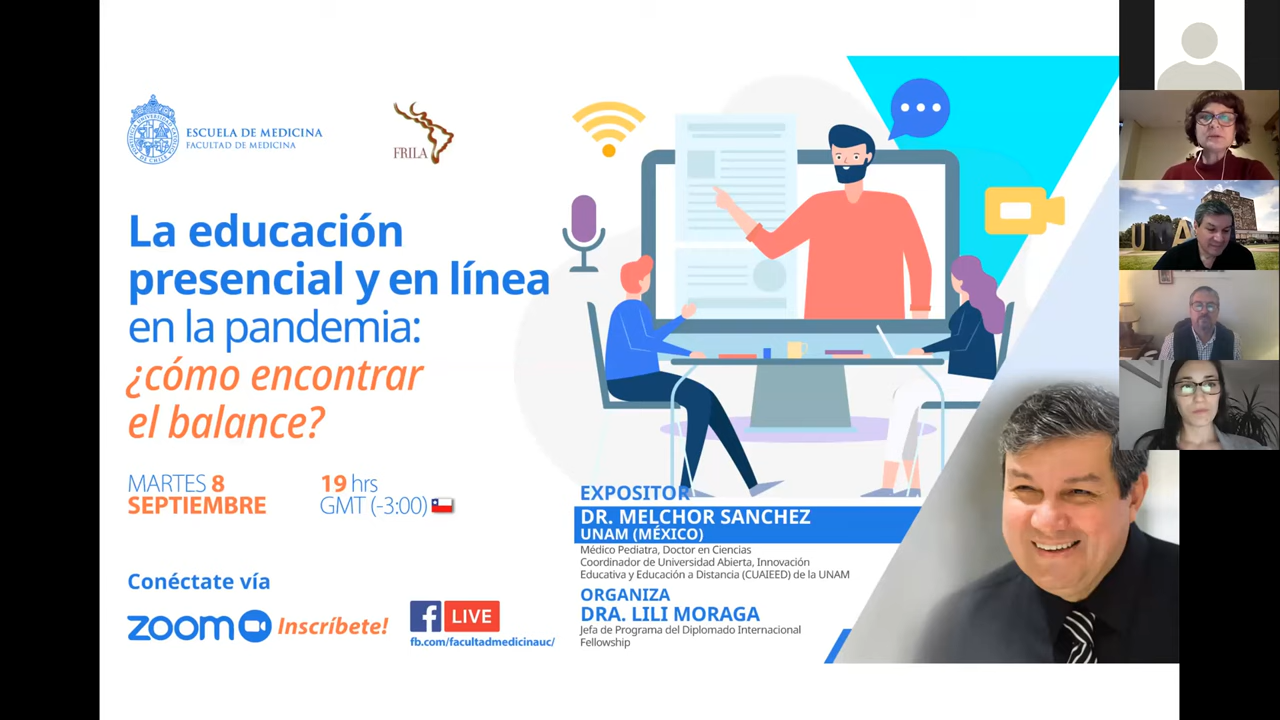 ESCUELA DE MEDICINA
FACULTAD DE MEDICINA
FRILA
La educación
presencial y en línea
en la pandemia:
¿cómo encontrar
el balance?
MARTES 8
SEPTIEMBRE
19 hrs
GMT (-3:00)
Conéctate vía
zoom Inscríbete!
f LIVE
fb.com/facultadmedicinauc/
EXPOSITOR
DR. MELCHOR SANCHEZ
UNAM (MÉXICO)
Médico Pediatra, Doctor en Ciencias
Coordinador de Universidad Abierta, Innovación
Educativa y Educación a Distancia (CUAIEED) de la UNAM
ORGANIZA
DRA. LILI MORAGA
Jefa de Programa del Diplomado Internacional
Fellowship